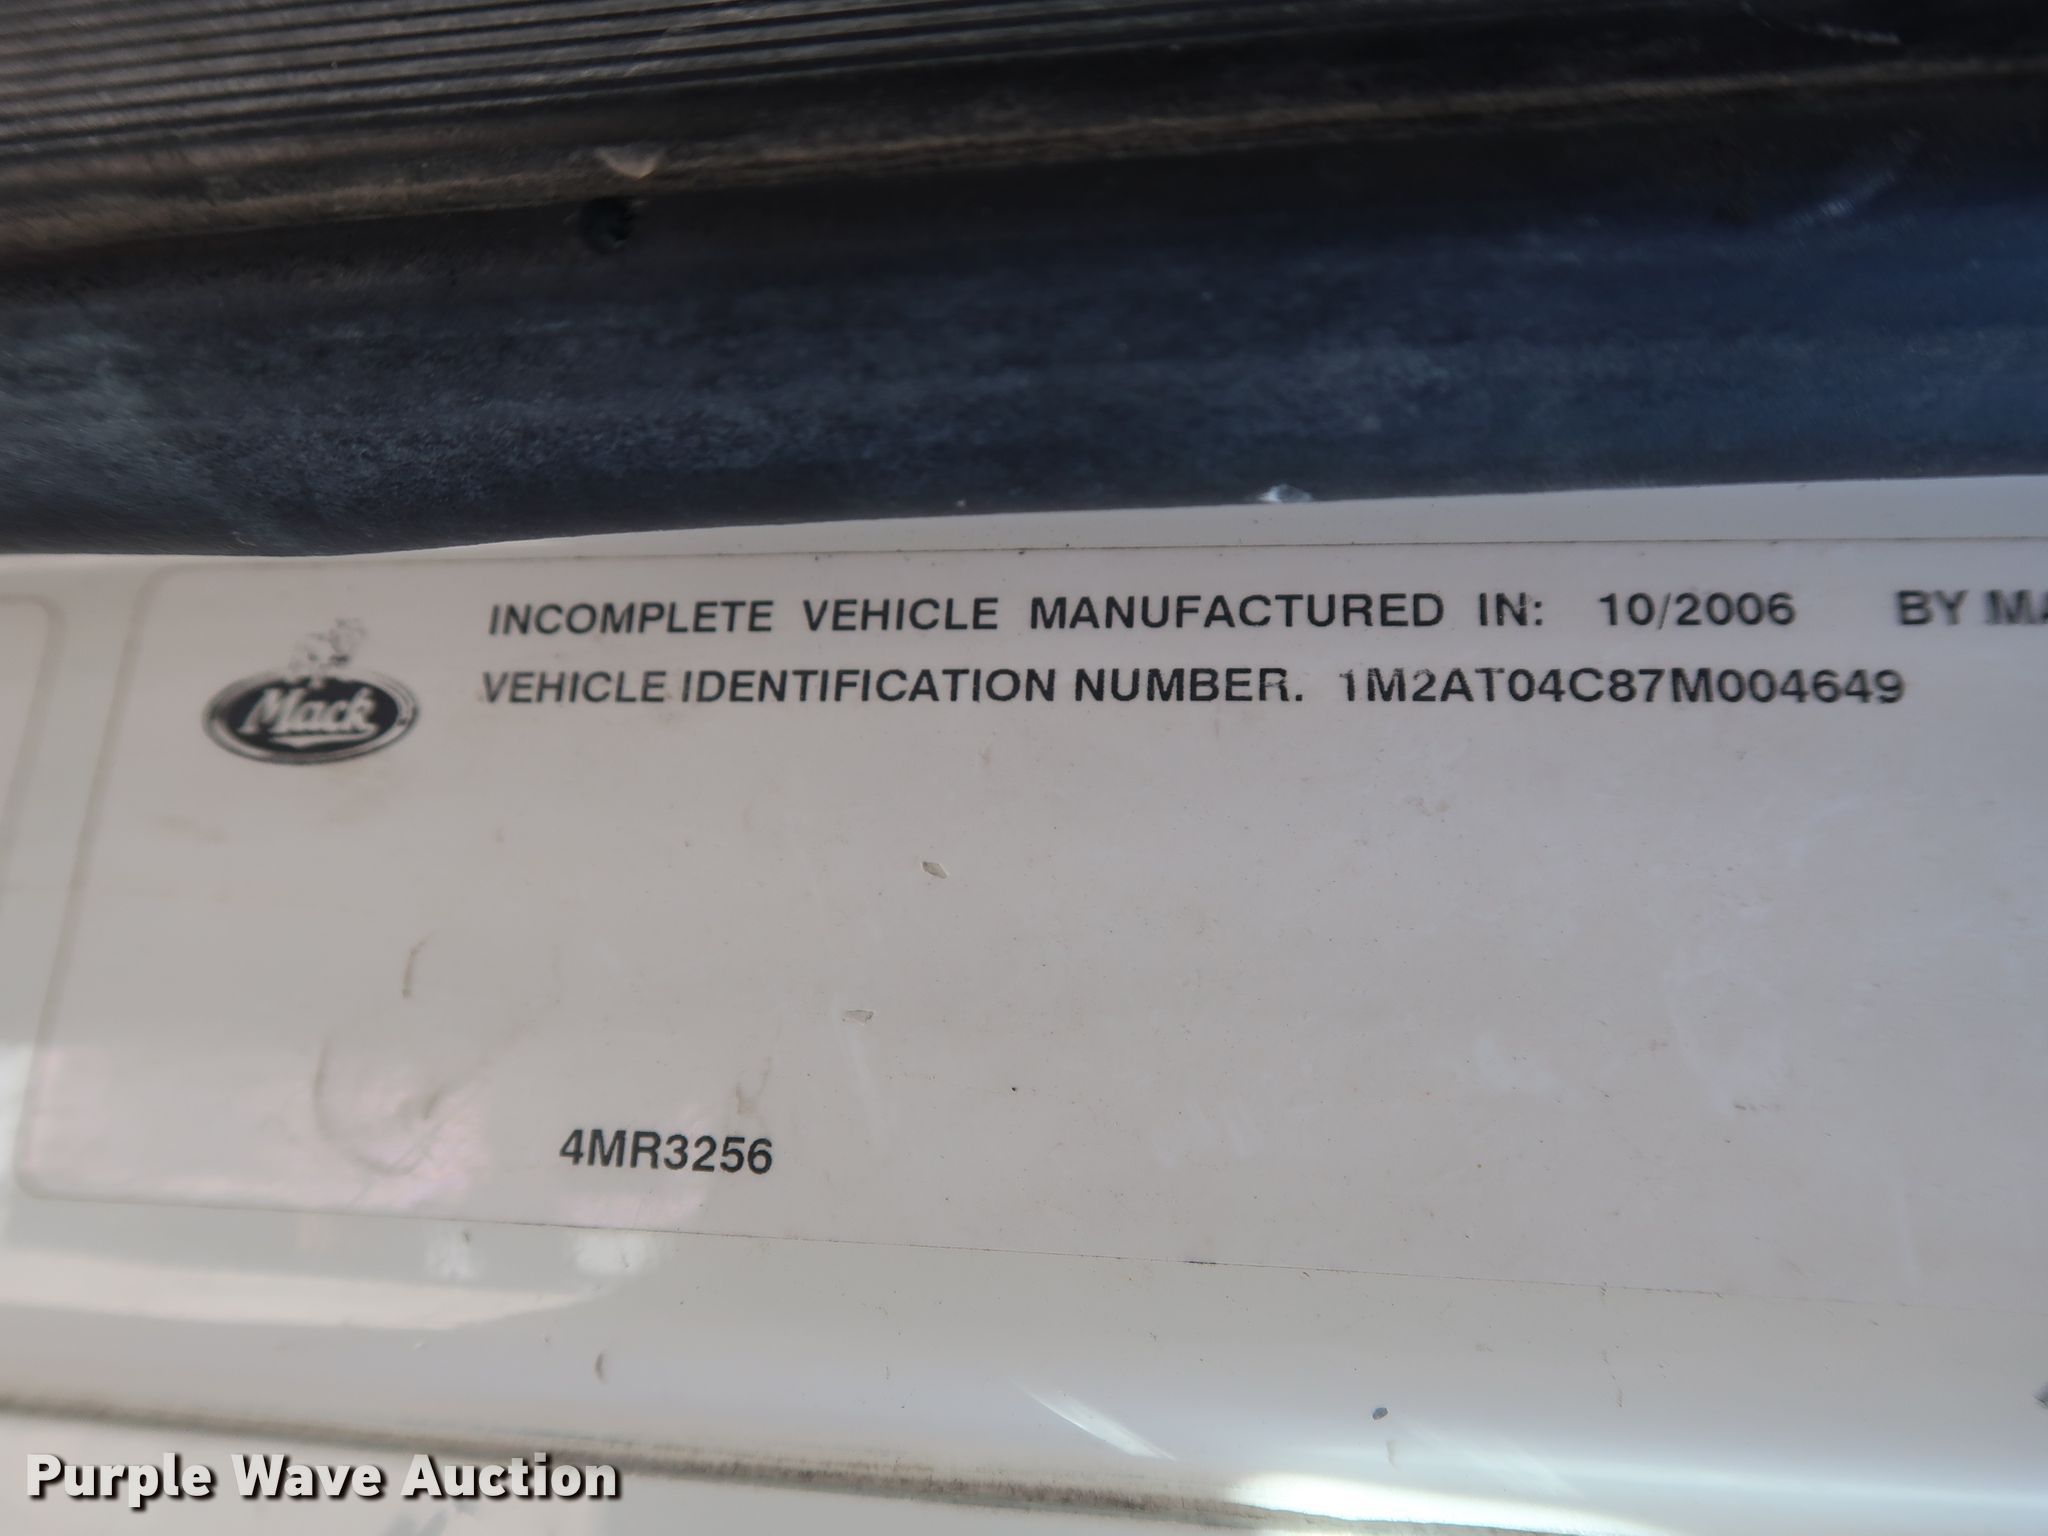 INCOMPLETE VEHICLE MANUFACTURED IN: 10/2006 BY
Mack
VEHICLE IDENTIFICATION NUMBER. 1M2AT04C87M004649
4MR3256
Purple Wave Auction